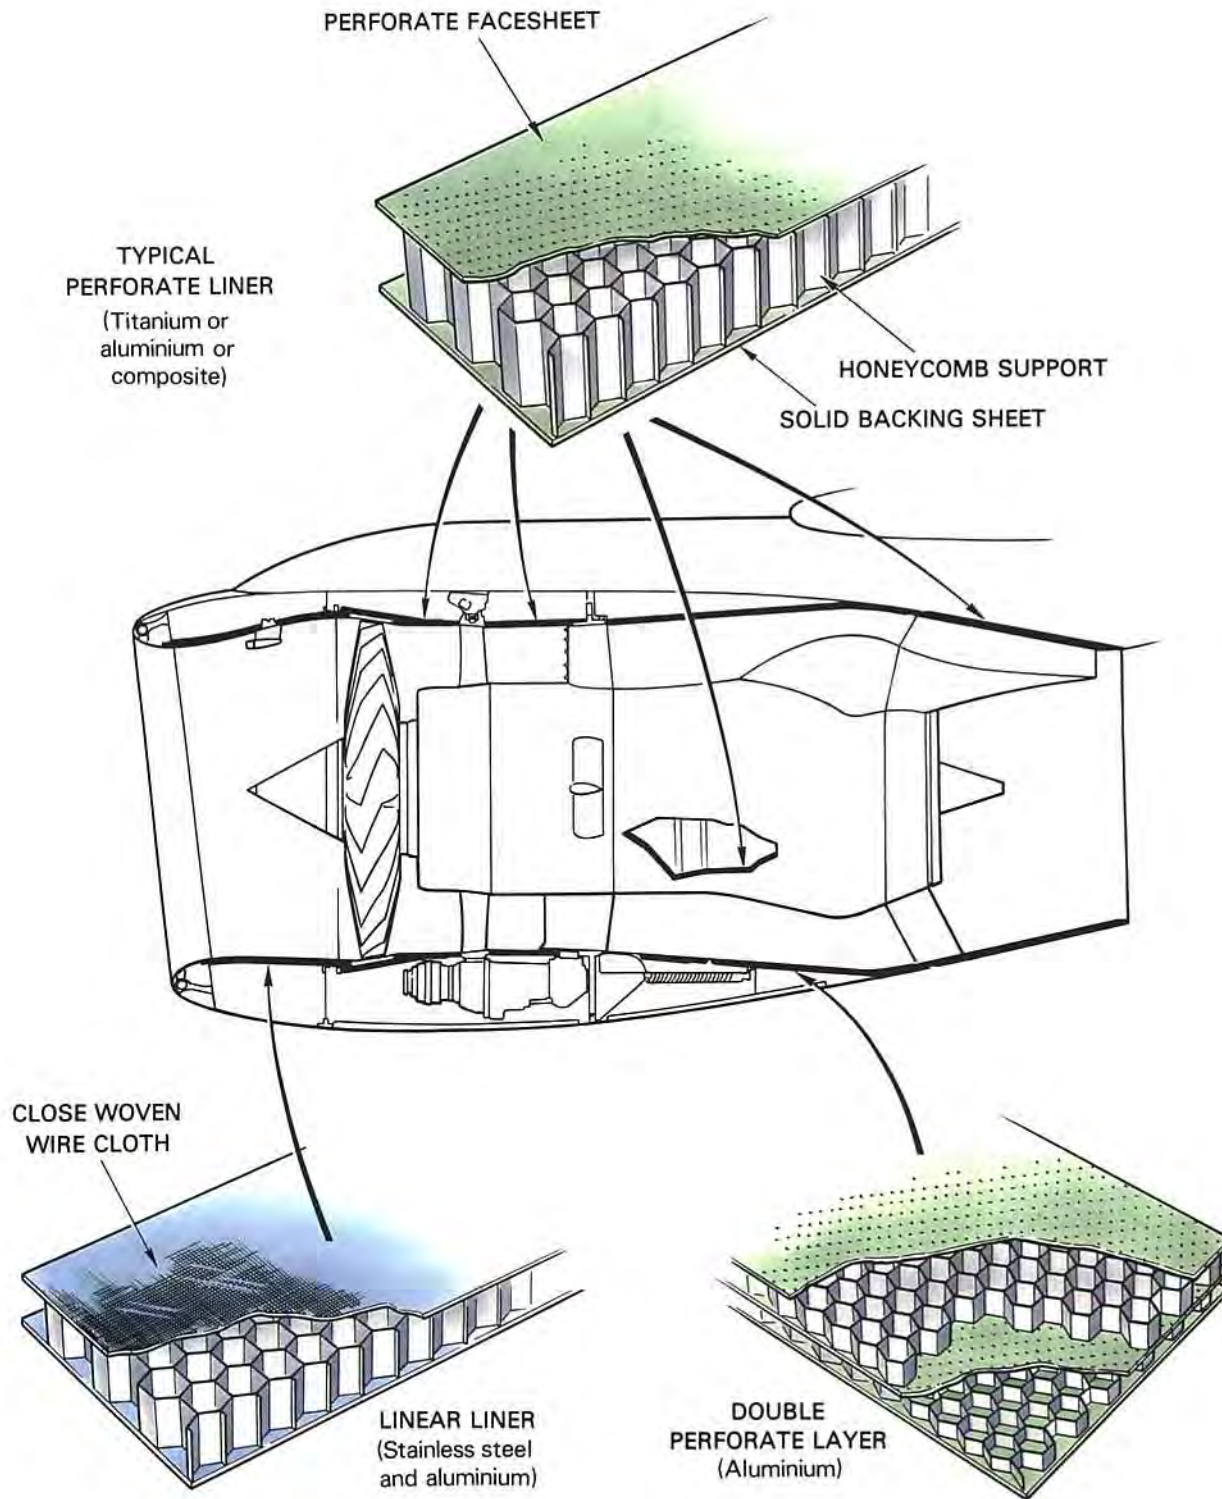 PERFORATE FACESHEET
TYPICAL
PERFORATE LINER
(Titanium or
aluminium or
composite)
HONEYCOMB SUPPORT
SOLID BACKING SHEET
CLOSE WOVEN
WIRE CLOTH
LINEAR LINER
(Stainless steel
and aluminium)
DOUBLE
PERFORATE LAYER
(Aluminium)